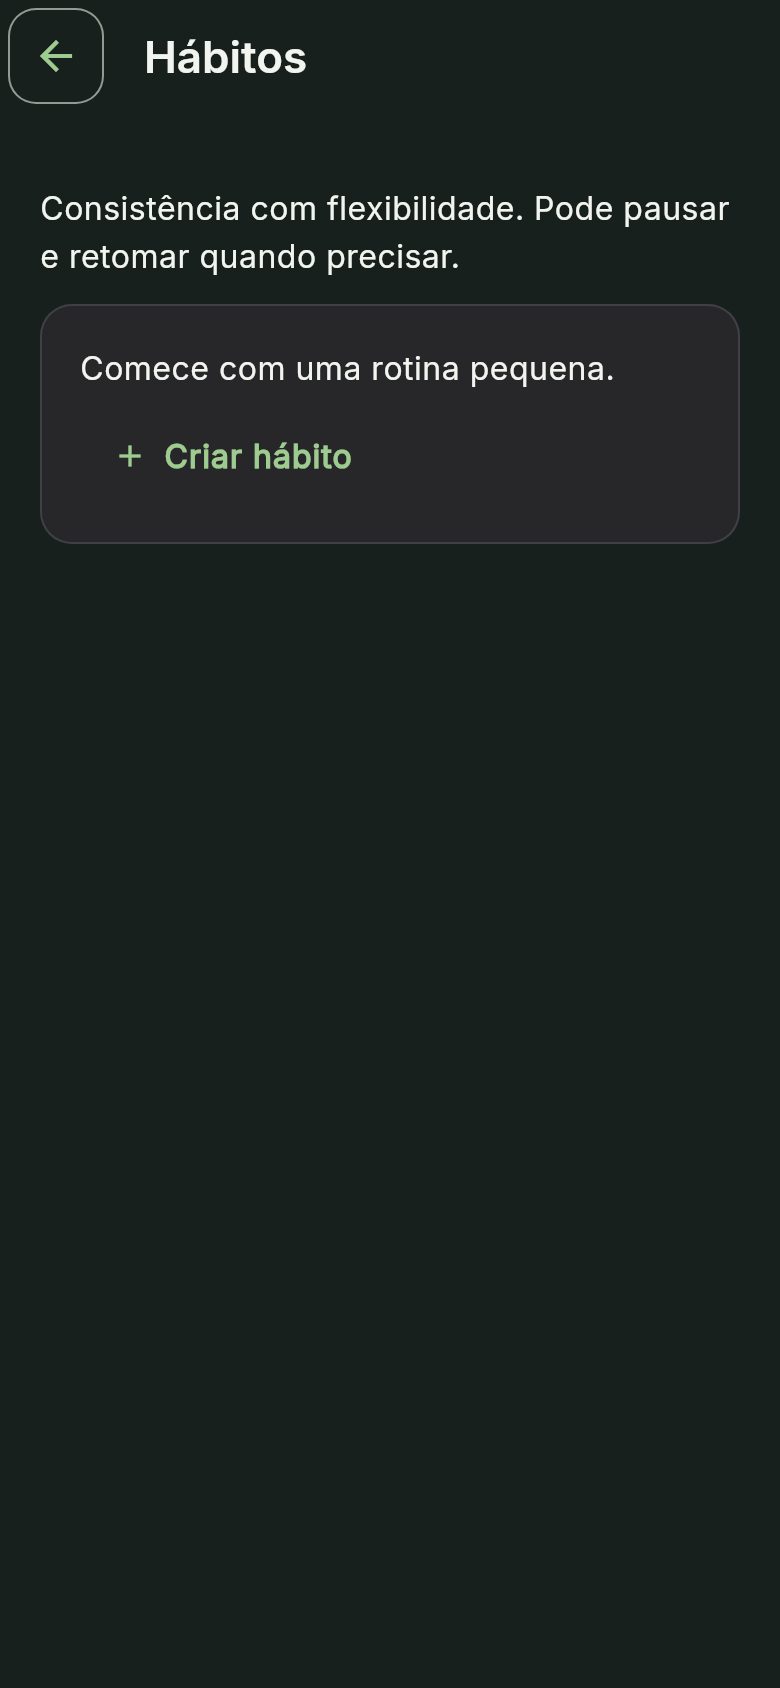 Hábitos
Consistência com flexibilidade. Pode pausar
e retomar quando precisar.
Comece com uma rotina pequena.
+ Criar hábito